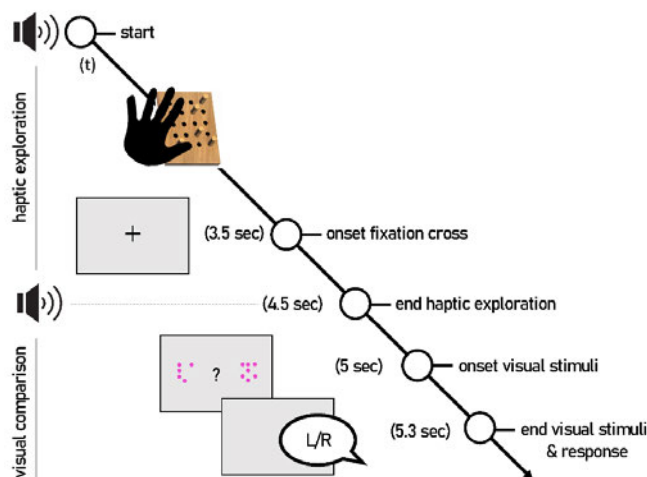 start
(t)
haptic exploration
+
(3.5 sec)
onset fixation cross
(4.5 sec)
end haptic exploration
(5 sec)
onset visual stimuli
?
visual comparison
L/R
(5.3 sec)
end visual stimuli
& response